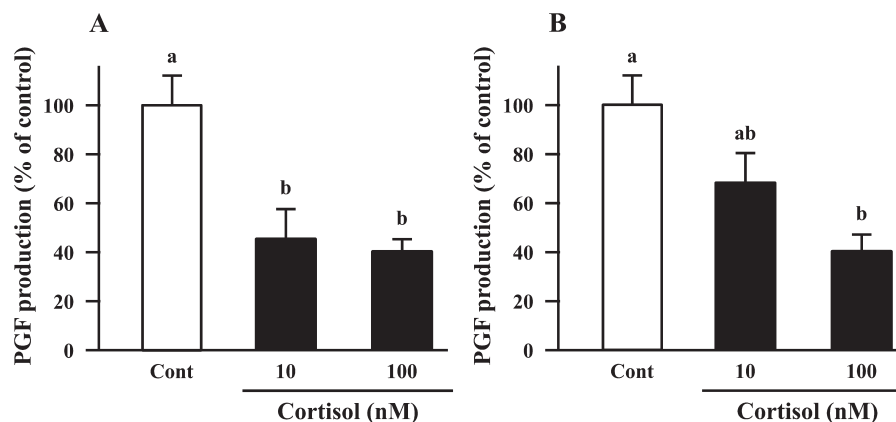 A
PGF production (% of control)
100
80
60
40
20
0
a
b
b
Cont
10
100
Cortisol (nM)
B
PGF production (% of control)
100
80
60
40
20
0
a
ab
b
Cont
10
100
Cortisol (nM)